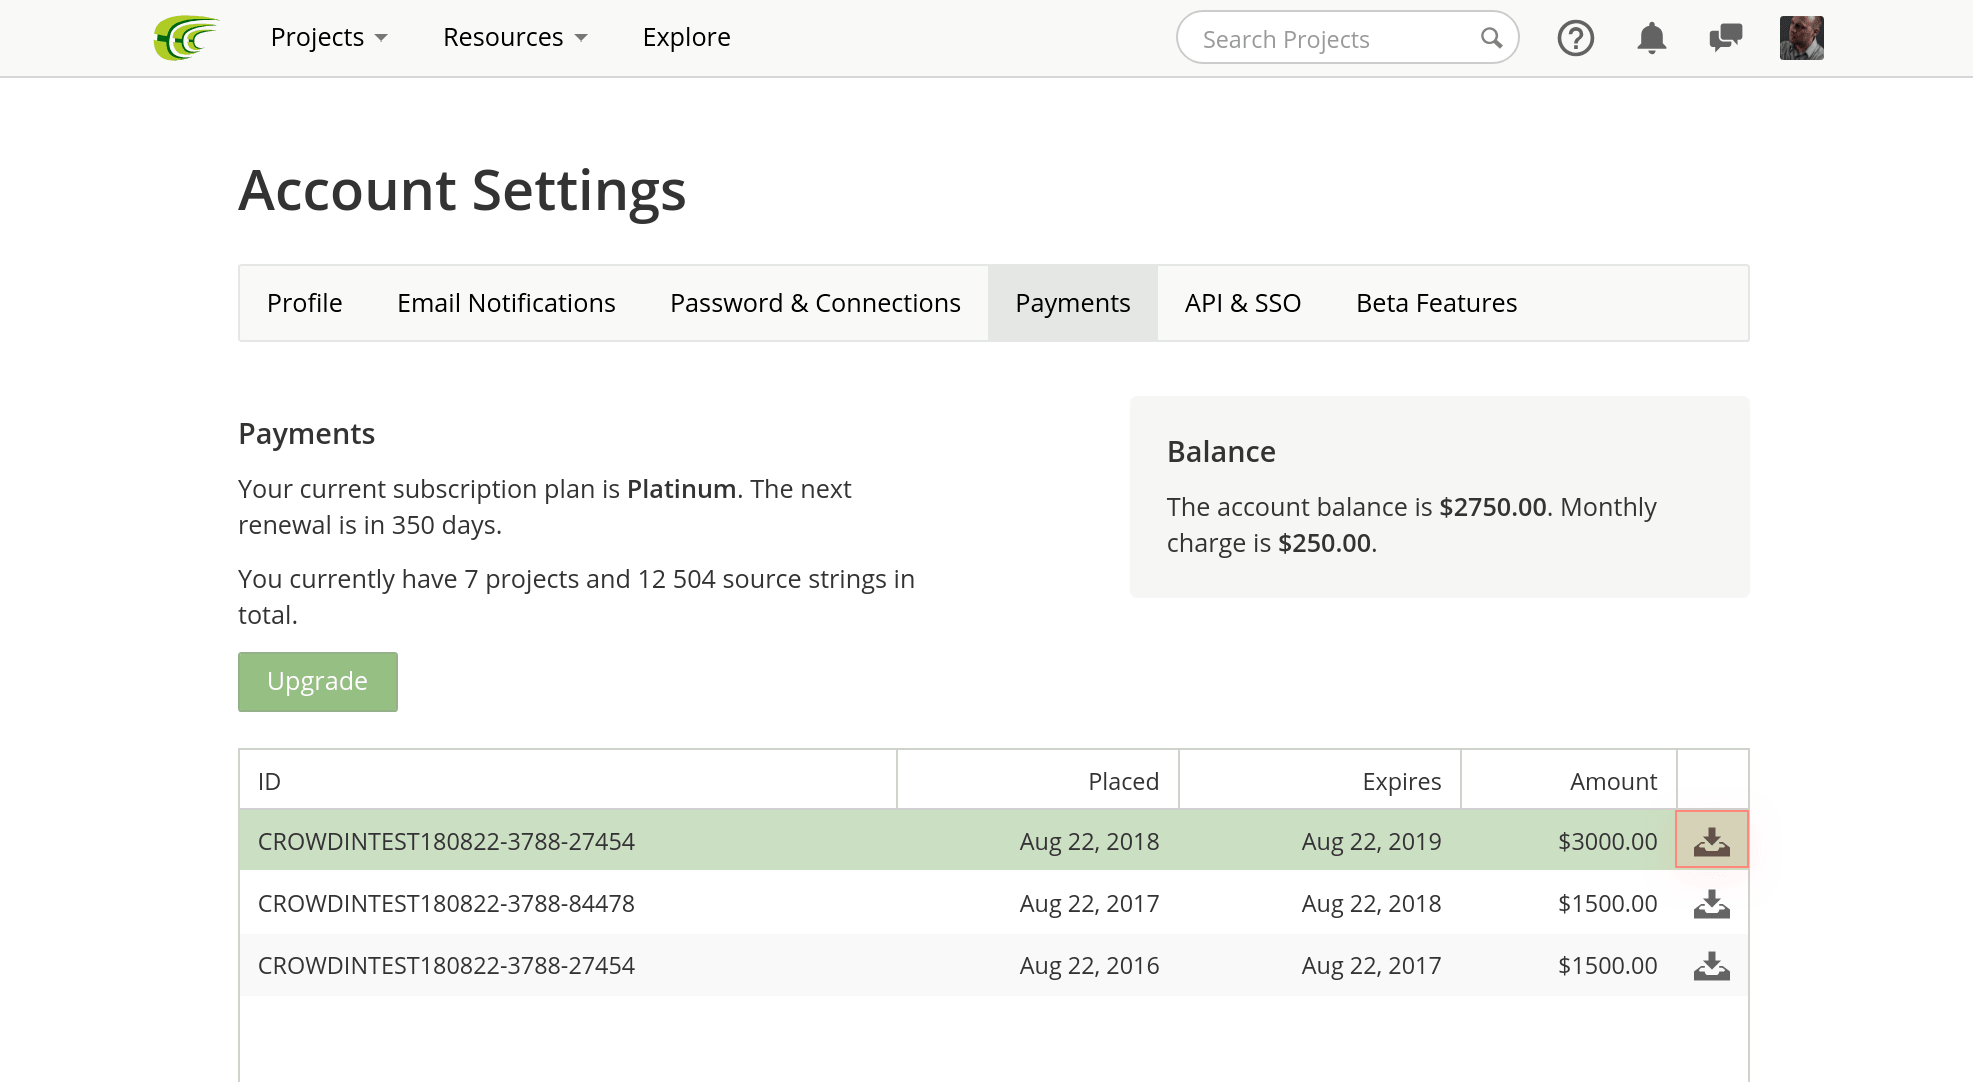 Projects Resources Explore Search Projects
Account Settings
Profile Email Notifications Password & Connections Payments API & SSO Beta Features
Payments
Your current subscription plan is Platinum. The next
renewal is in 350 days.
You currently have 7 projects and 12 504 source strings in
total.
Upgrade
Balance
The account balance is $2750.00. Monthly
charge is $250.00.
ID Placed Expires Amount
CROWDINTEST180822-3788-27454 Aug 22, 2018 Aug 22, 2019 $3000.00
CROWDINTEST180822-3788-84478 Aug 22, 2017 Aug 22, 2018 $1500.00
CROWDINTEST180822-3788-27454 Aug 22, 2016 Aug 22, 2017 $1500.00